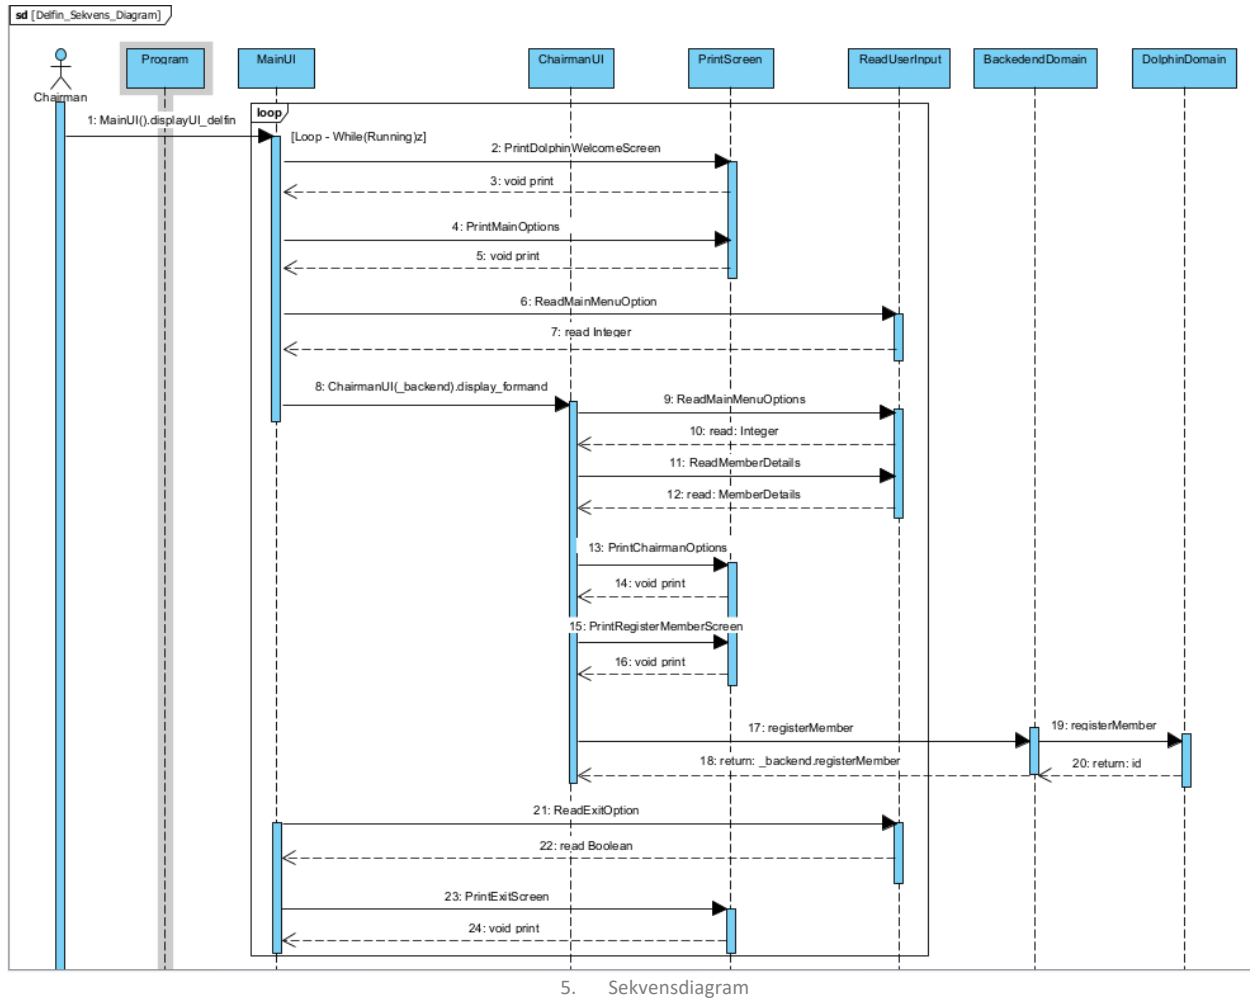 sd [Delfin_Sekvens_Diagram]
Chairman
Program
MainUI
ChairmanUI
PrintScreen
ReadUserInput
BackedendDomain
DolphinDomain
loop
1: MainUI().displayUI_delfin
[Loop - While(Running)z]
2: PrintDolphinWelcomeScreen
3: void print
4: PrintMainOptions
5: void print
6: ReadMainMenuOption
7: read Integer
8: ChairmanUI(_backend).display_formand
9: ReadMainMenuOptions
10: read: Integer
11: ReadMemberDetails
12: read: MemberDetails
13: PrintChairmanOptions
14: void print
15: PrintRegisterMemberScreen
16: void print
17: registerMember
19: registerMember
18: return: _backend.registerMember
20: return: id
21: ReadExitOption
22: read Boolean
23: PrintExitScreen
24: void print
5. Sekvensdiagram